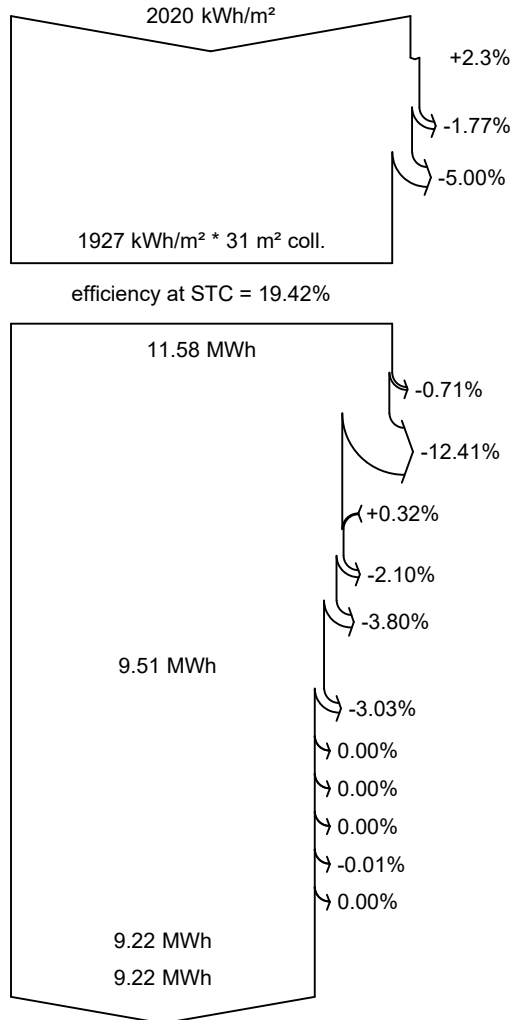 2020 kWh/m²
+2.3%
-1.77%
-5.00%
1927 kWh/m² * 31 m² coll.
efficiency at STC = 19.42%
11.58 MWh
-0.71%
-12.41%
+0.32%
-2.10%
-3.80%
9.51 MWh
-3.03%
0.00%
0.00%
0.00%
-0.01%
0.00%
9.22 MWh
9.22 MWh